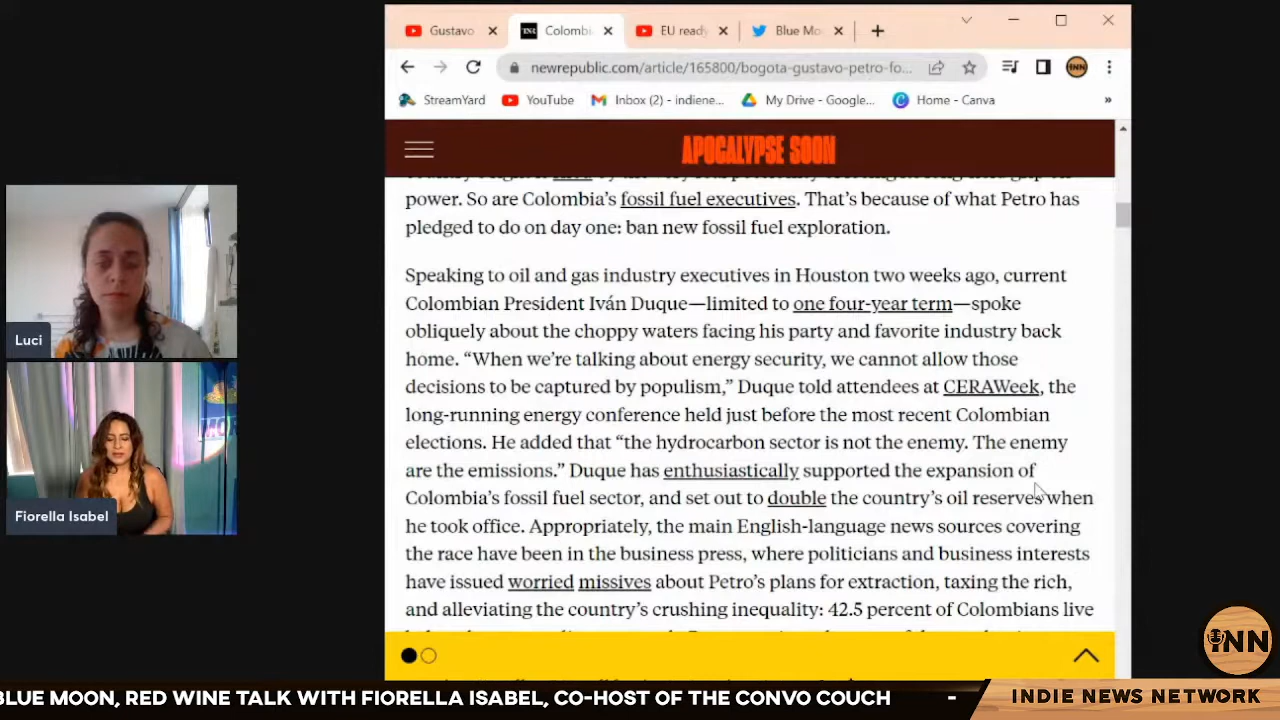 Gustavo
TNR
Colombi
EU ready
Blue Mo
newrepublic.com/article/165800/bogota-gustavo-petro-fo...
iNN
StreamYard
YouTube
Inbox (2) - indiene...
My Drive - Google...
Home - Canva
»
APOCALYPSE SOON
power. So are Colombia’s fossil fuel executives. That’s because of what Petro has
pledged to do on day one: ban new fossil fuel exploration.
Speaking to oil and gas industry executives in Houston two weeks ago, current
Colombian President Iván Duque—limited to one four-year term—spoke
obliquely about the choppy waters facing his party and favorite industry back
home. “When we’re talking about energy security, we cannot allow those
decisions to be captured by populism,” Duque told attendees at CERAWeek, the
long-running energy conference held just before the most recent Colombian
elections. He added that “the hydrocarbon sector is not the enemy. The enemy
are the emissions.” Duque has enthusiastically supported the expansion of
Colombia’s fossil fuel sector, and set out to double the country’s oil reserves when
he took office. Appropriately, the main English-language news sources covering
the race have been in the business press, where politicians and business interests
have issued worried missives about Petro’s plans for extraction, taxing the rich,
and alleviating the country’s crushing inequality: 42.5 percent of Colombians live
Luci
Fiorella Isabel
iNN
BLUE MOON, RED WINE TALK WITH FIORELLA ISABEL, CO-HOST OF THE CONVO COUCH -
INDIE NEWS NETWORK